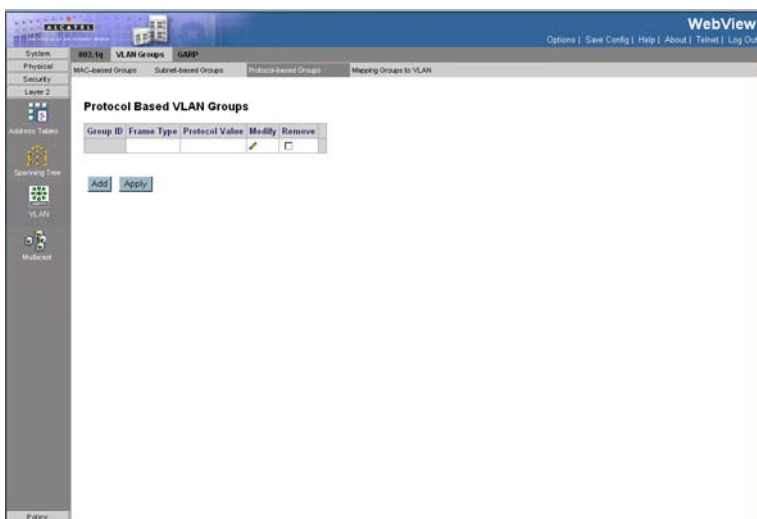 ALCATEL
WebView
Options | Save Config | Help | About | Telnet | Log Out
System
Physical
Security
Layer 2
Address Tables
Spanning Tree
VLAN
Multicast
Policy
802.1q VLAN Groups GARP
MAC-based Groups Subnet-based Groups Protocol-based Groups Mapping Groups to VLAN
Protocol Based VLAN Groups
Group ID Frame Type Protocol Value Modify Remove
Add Apply